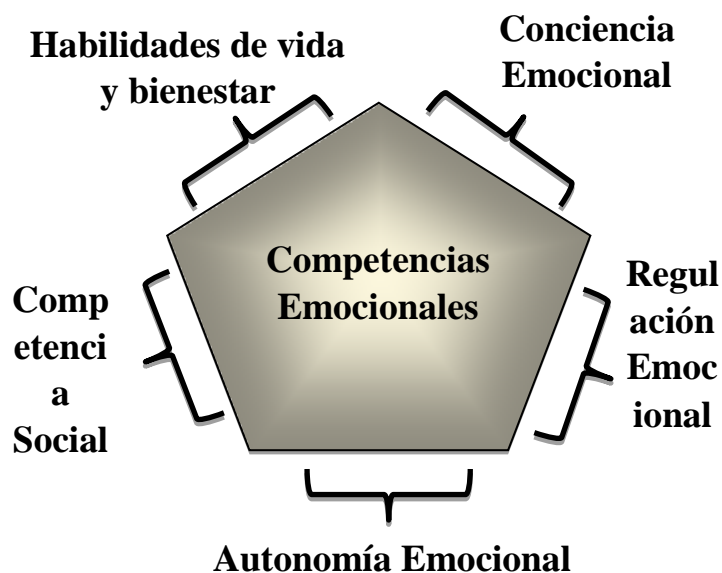 Habilidades de vida
y bienestar
Conciencia
Emocional
Competencias
Emocionales
Comp
etenci
a
Social
Regul
ación
Emoc
ional
Autonomía Emocional